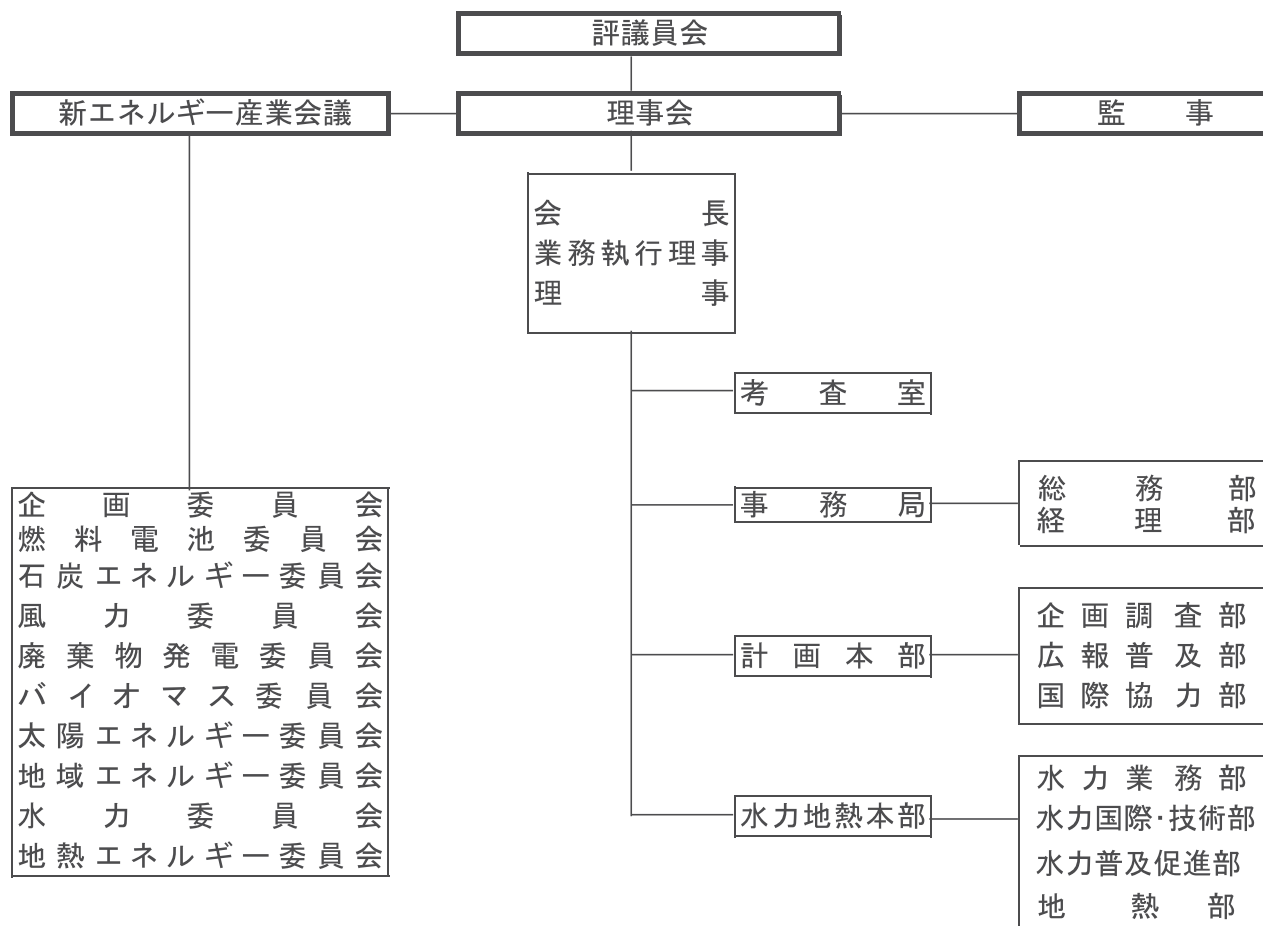 評議員会
新エネルギー産業会議
理事会
監事
会長
業務執行理事
理事
考査室
事務局
総務部
経理部
計画本部
企画調査部
広報普及部
国際協力部
水力地熱本部
水力業務部
水力国際・技術部
水力普及促進部
地熱部
企画委員会
燃料電池委員会
石炭エネルギー委員会
風力委員会
廃棄物発電委員会
バイオマス委員会
太陽エネルギー委員会
地域エネルギー委員会
水力委員会
地熱エネルギー委員会